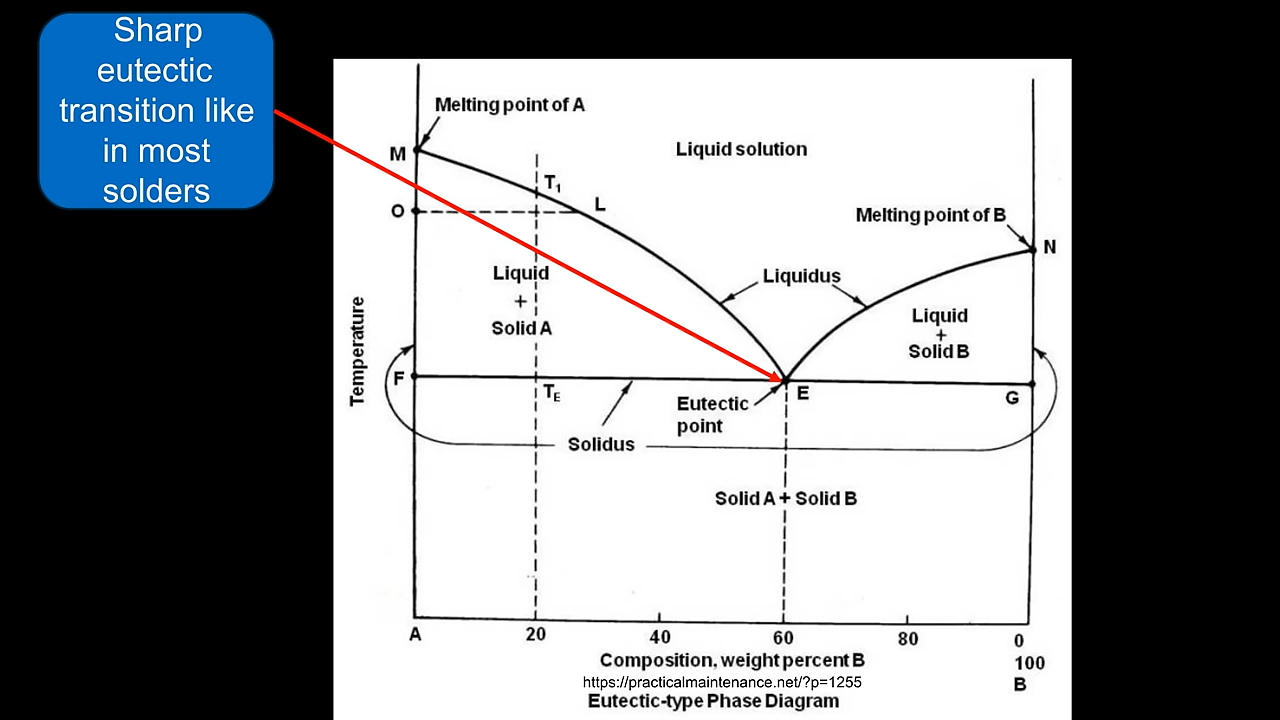 Sharp
eutectic
transition like
in most
solders
Melting point of A
M
Liquid solution
T1
L
O
Melting point of B
N
Liquidus
Liquid
+
Solid A
Liquid
+
Solid B
Temperature
F
TE
E
Eutectic
point
G
Solidus
Solid A + Solid B
A 20 40 60 80 0
100
B
Composition, weight percent B
https://practicalmaintenance.net/?p=1255
Eutectic-type Phase Diagram